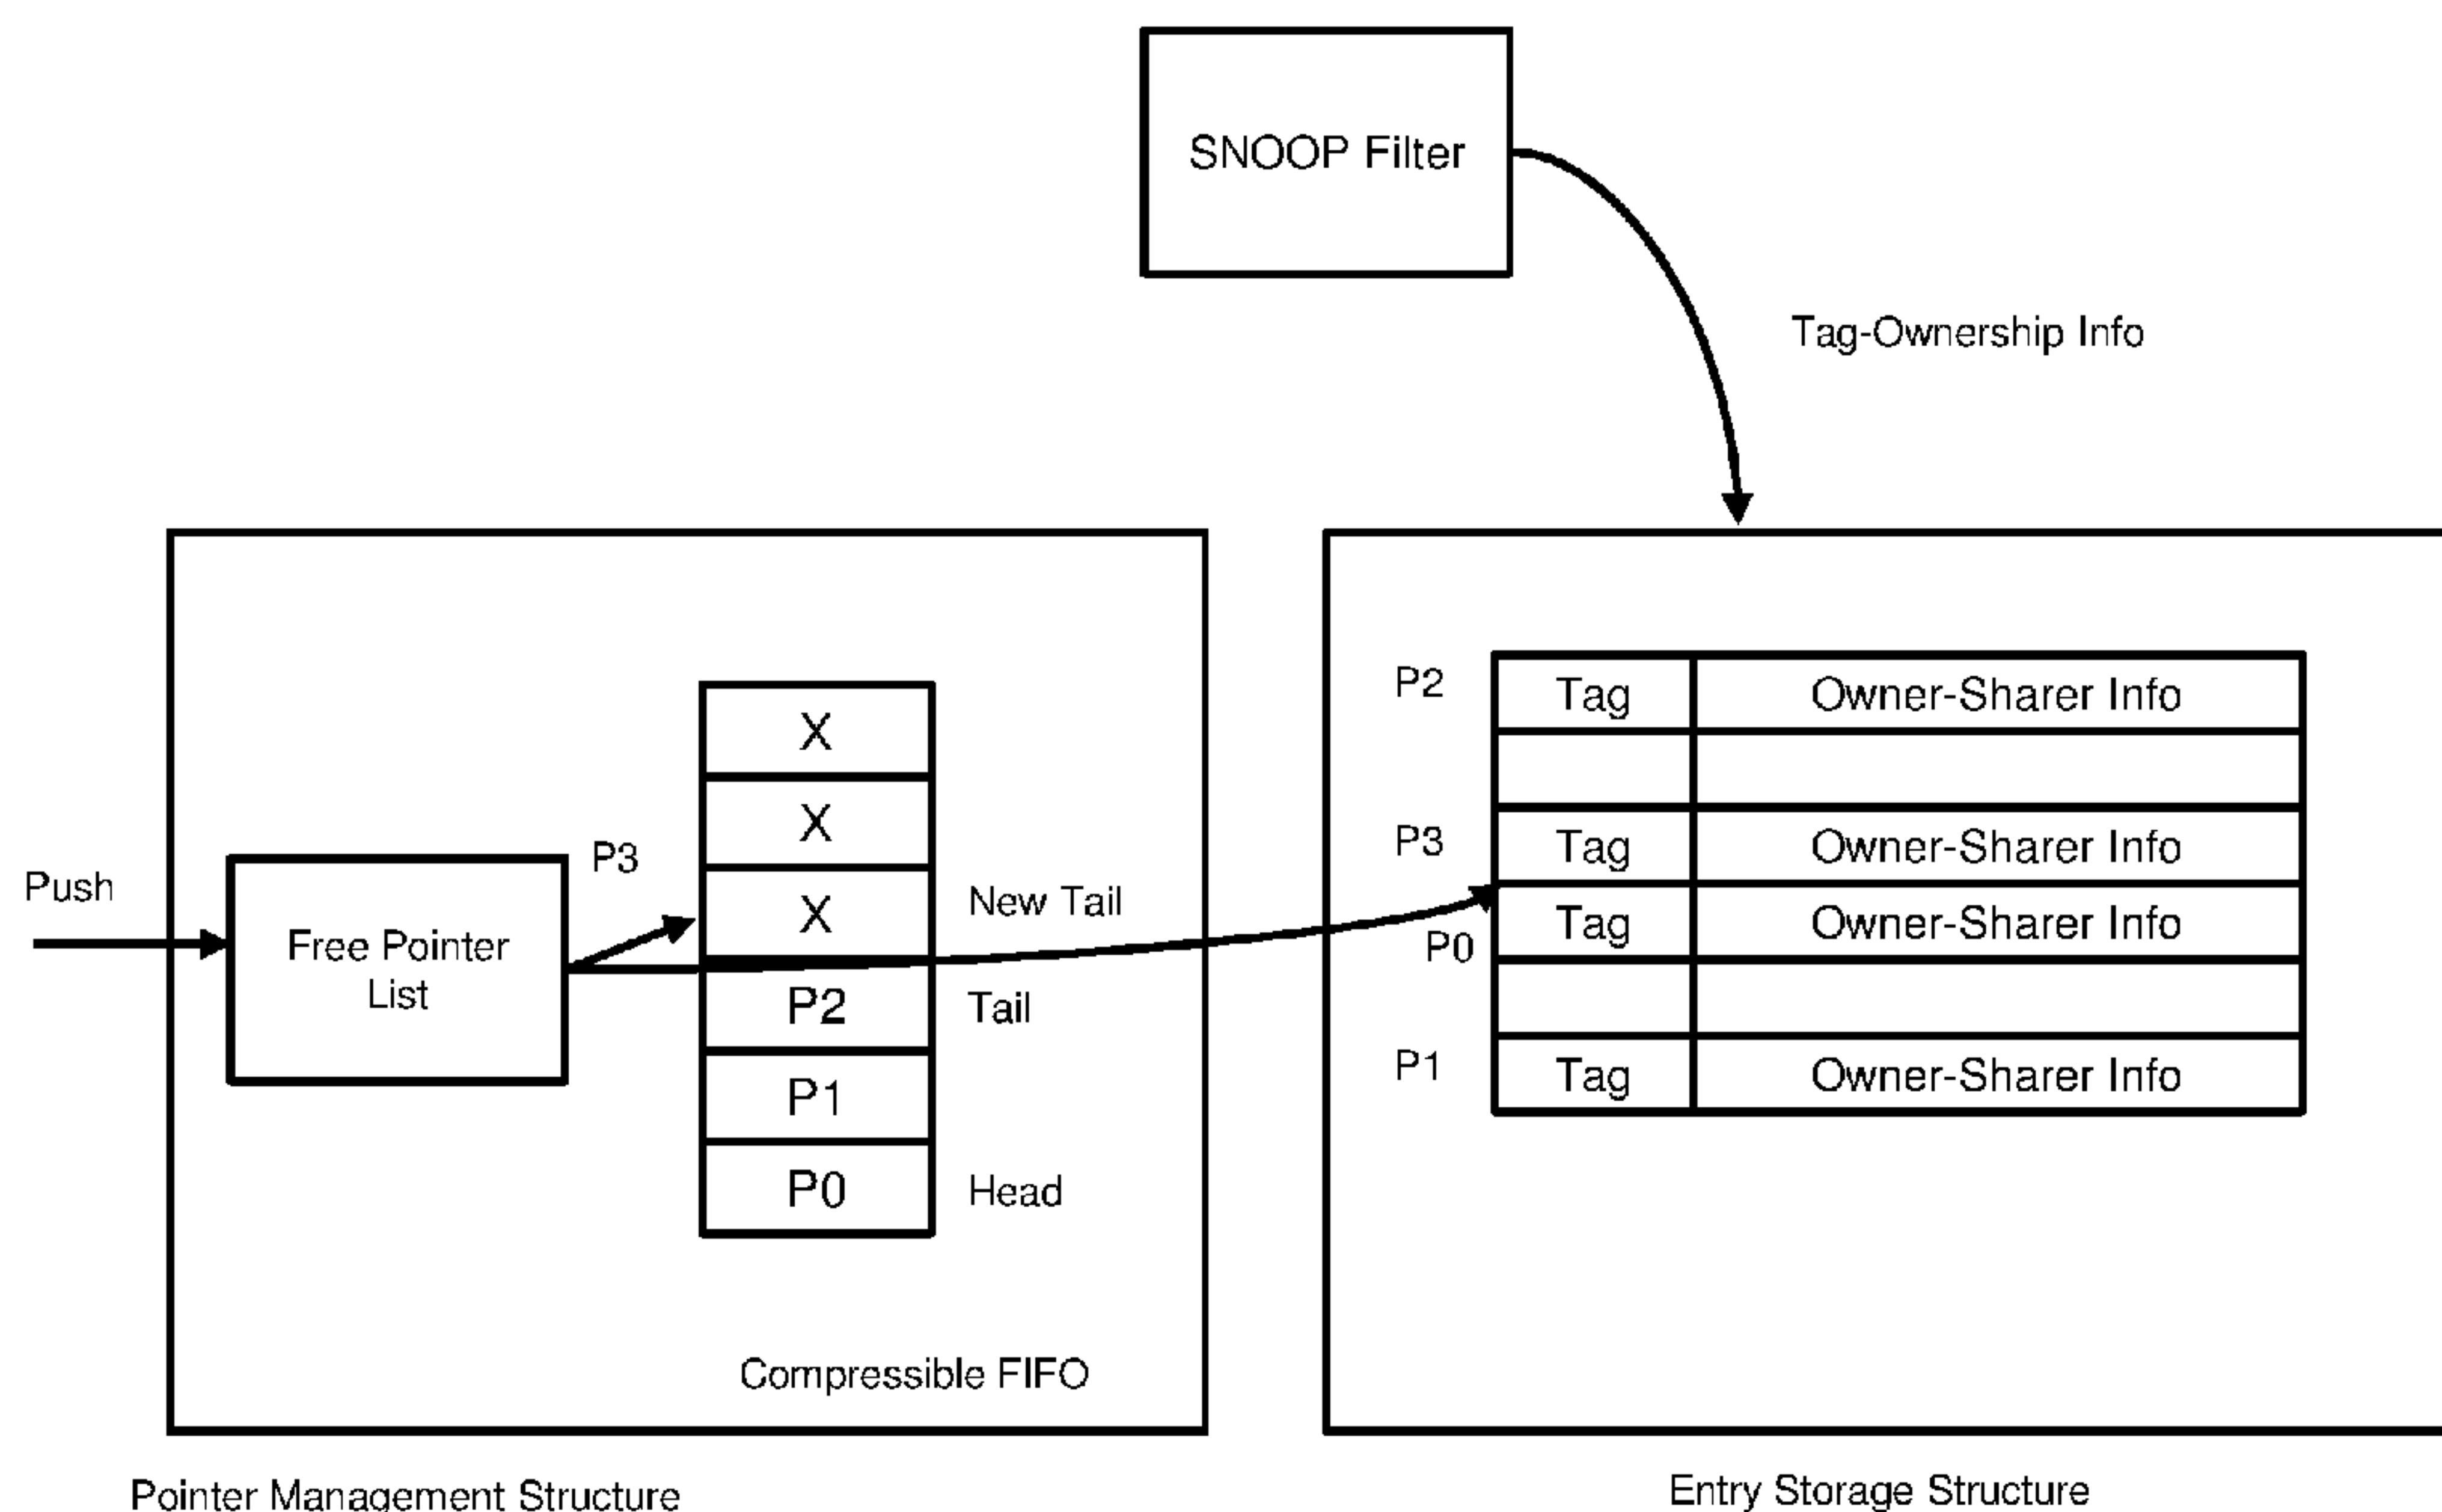 SNOOP Filter
Tag-Ownership Info
Push
Free Pointer
List
P3
X
X
X
New Tail
P2
Tail
P1
P0
Head
Compressible FIFO
Pointer Management Structure
P2
Tag
Owner-Sharer Info
P3
Tag
Owner-Sharer Info
P0
Tag
Owner-Sharer Info
P1
Tag
Owner-Sharer Info
Entry Storage Structure